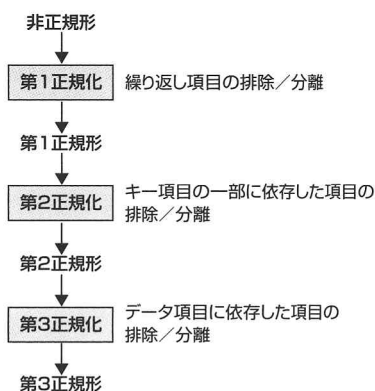 非正規形
第1正規化
繰り返し項目の排除／分離
第1正規形
第2正規化
キー項目の一部に依存した項目の
排除／分離
第2正規形
第3正規化
データ項目に依存した項目の
排除／分離
第3正規形